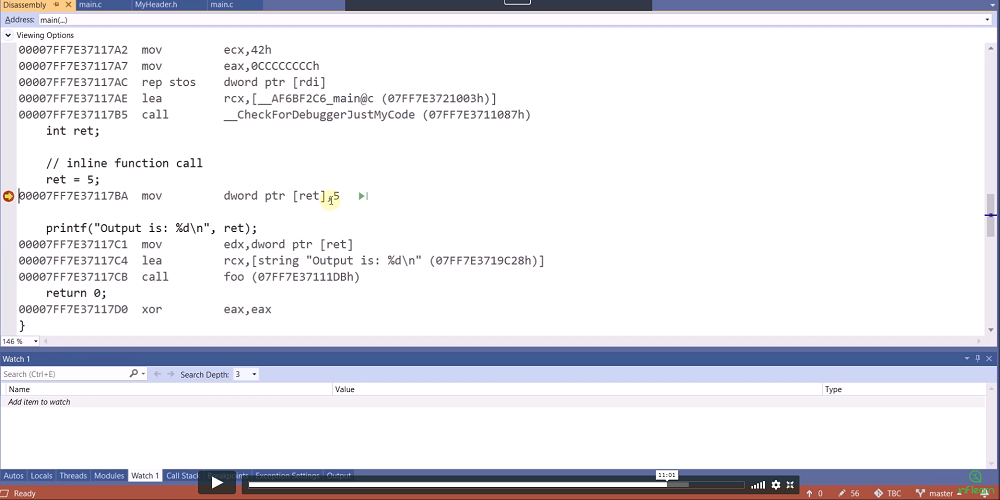 Disassembly main.c MyHeader.h main.c
Address: main(...)
Viewing Options
00007FF7E37117A2 mov ecx,42h
00007FF7E37117A7 mov eax,0CCCCCCCCh
00007FF7E37117AC rep stos dword ptr [rdi]
00007FF7E37117AE lea rcx,[__AF6BF2C6_main@c (07FF7E3721003h)]
00007FF7E37117B5 call __CheckForDebuggerJustMyCode (07FF7E3711087h)
int ret;
// inline function call
ret = 5;
00007FF7E37117BA mov dword ptr [ret],5
printf("Output is: %d\n", ret);
00007FF7E37117C1 mov edx,dword ptr [ret]
00007FF7E37117C4 lea rcx,[string "Output is: %d\n" (07FF7E3719C28h)]
00007FF7E37117CB call foo (07FF7E37111DBh)
return 0;
00007FF7E37117D0 xor eax,eax
}
146 %
Watch 1
Search (Ctrl+E) Search Depth: 3
Name Value Type
Add item to watch
Autos Locals Threads Modules Watch 1 Call Stack Breakpoints Exception Settings Output
11:01
Ready 0 56 TBC master